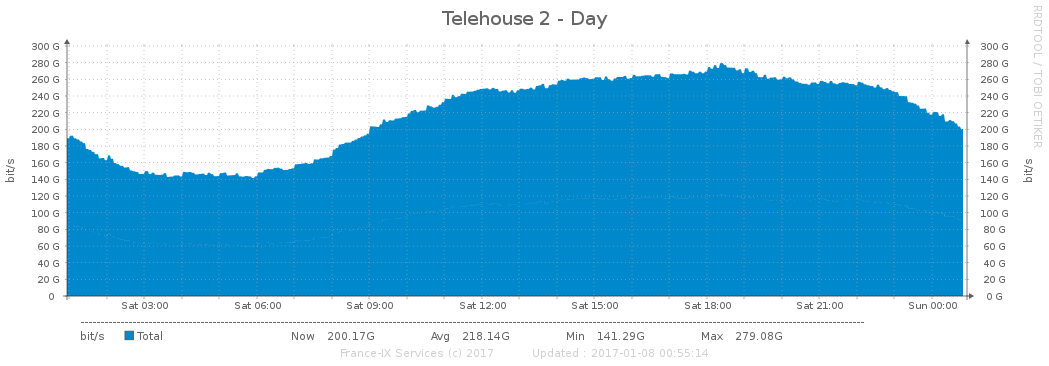 Telehouse 2 - Day
RRDTOOL / TOBI OETIKER
bit/s
300 G 300 G
280 G 280 G
260 G 260 G
240 G 240 G
220 G 220 G
200 G 200 G
180 G 180 G
160 G 160 G
140 G 140 G
120 G 120 G
100 G 100 G
80 G 80 G
60 G 60 G
40 G 40 G
20 G 20 G
0 0 G
bit/s
Sat 03:00 Sat 06:00 Sat 09:00 Sat 12:00 Sat 15:00 Sat 18:00 Sat 21:00 Sun 00:00
bit/s Total Now 200.17G Avg 218.14G Min 141.29G Max 279.08G
France-IX Services (c) 2017 Updated : 2017-01-08 00:55:14